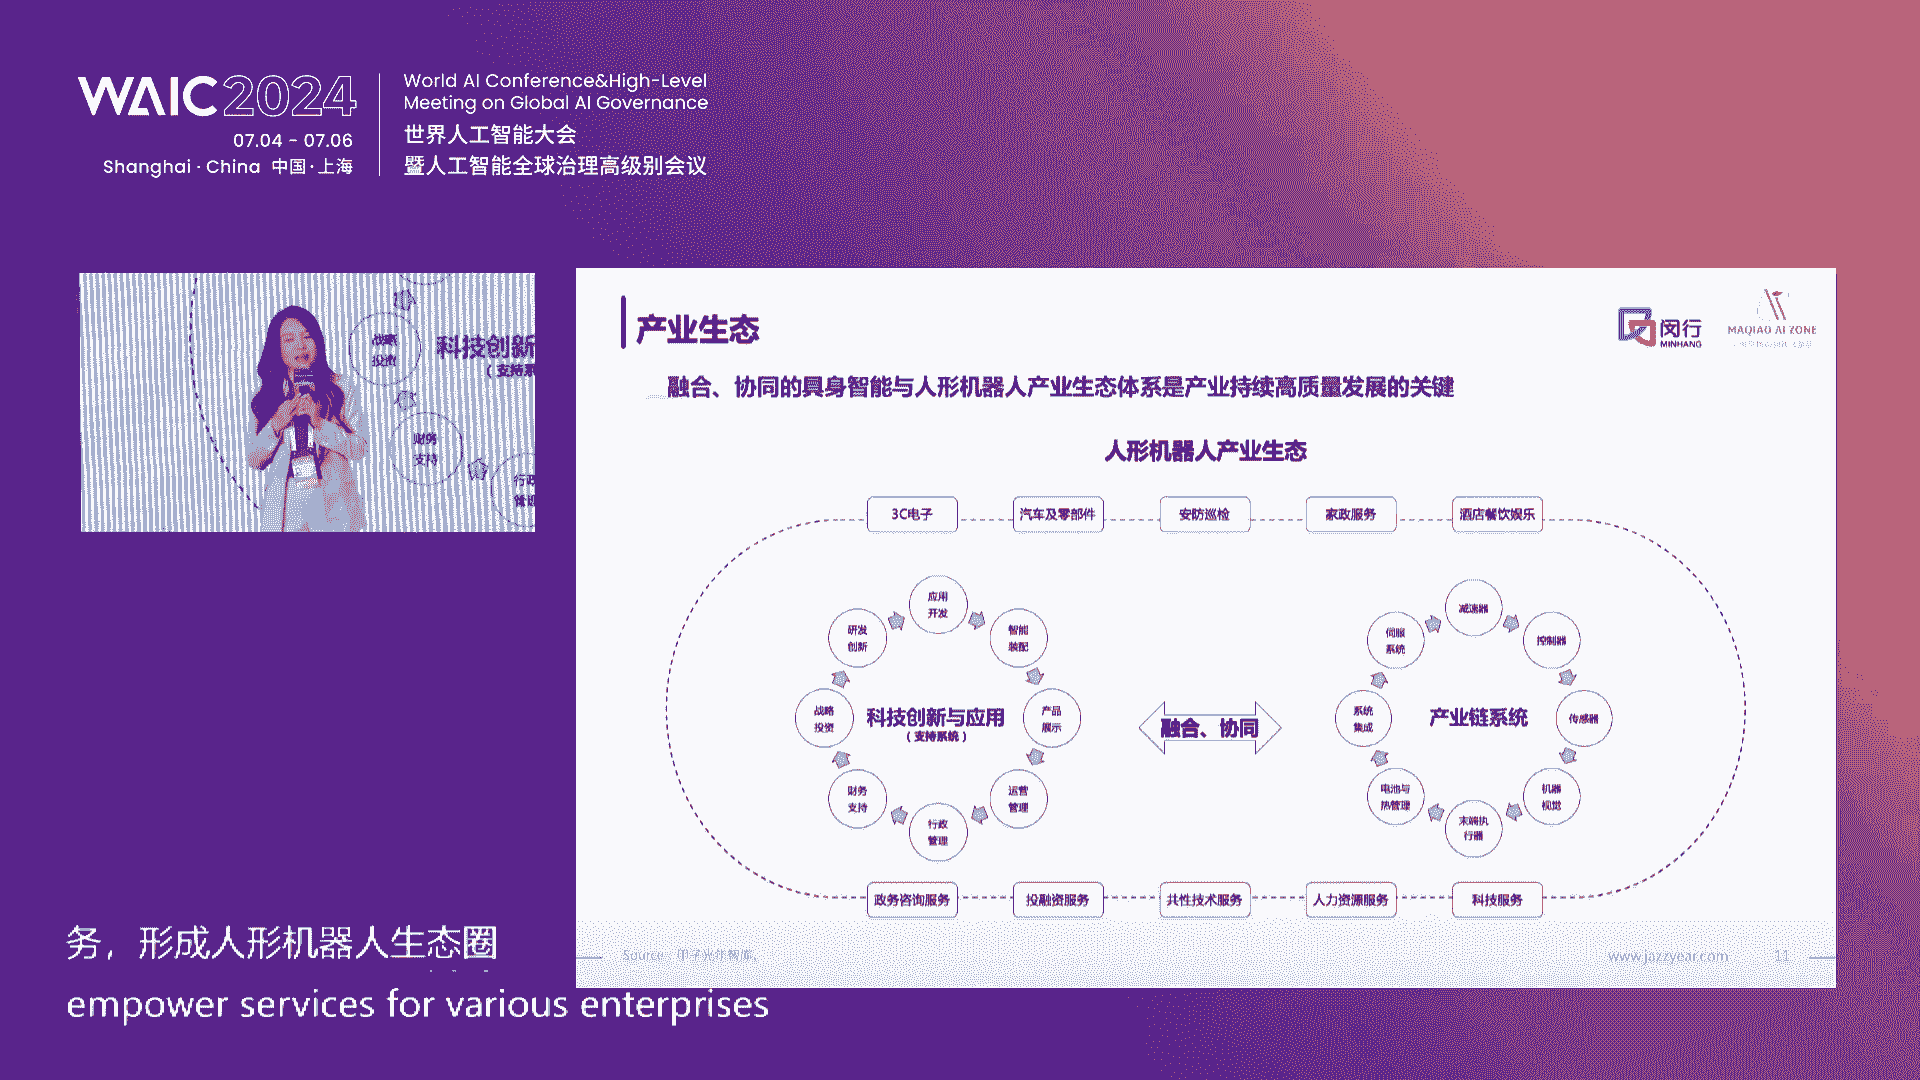 WAIC 2024
07.04 - 07.06
Shanghai · China 中国·上海
World AI Conference&High-Level
Meeting on Global AI Governance
世界人工智能大会
暨人工智能全球治理高级别会议
战略
投资
科技创新
(支持系
财务
支持
行政
管理
产业生态
闵行
MINHANG
MAQIAO AI ZONE
融合、协同的具身智能与人形机器人产业生态体系是产业持续高质量发展的关键
人形机器人产业生态
3C电子
汽车及零部件
安防巡检
家政服务
酒店餐饮娱乐
应用
开发
研发
创新
智能
装配
战略
投资
科技创新与应用
(支持系统)
产品
展示
财务
支持
运营
管理
行政
管理
融合、协同
减速器
伺服
系统
控制器
系统
集成
产业链系统
传感器
电池与
热管理
机器
视觉
末端执
行器
政务咨询服务
投融资服务
共性技术服务
人力资源服务
科技服务
Source：甲子光年智库,
www.jazzyear.com
11
务，形成人形机器人生态圈
empower services for various enterprises